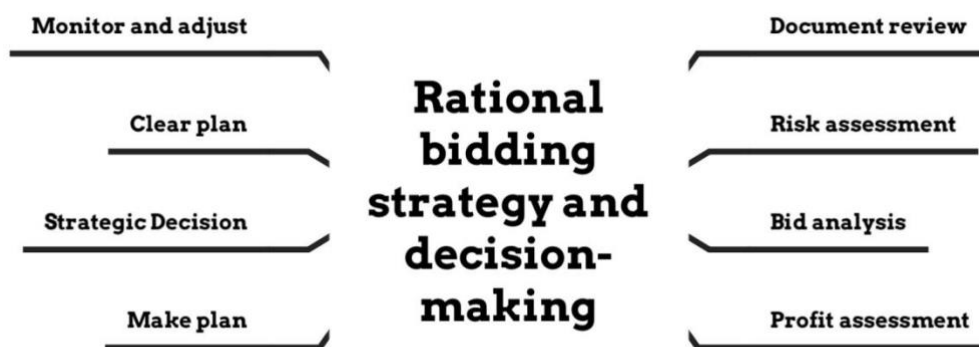 Monitor and adjust
Clear plan
Strategic Decision
Make plan
Rational
bidding
strategy and
decision-
making
Document review
Risk assessment
Bid analysis
Profit assessment